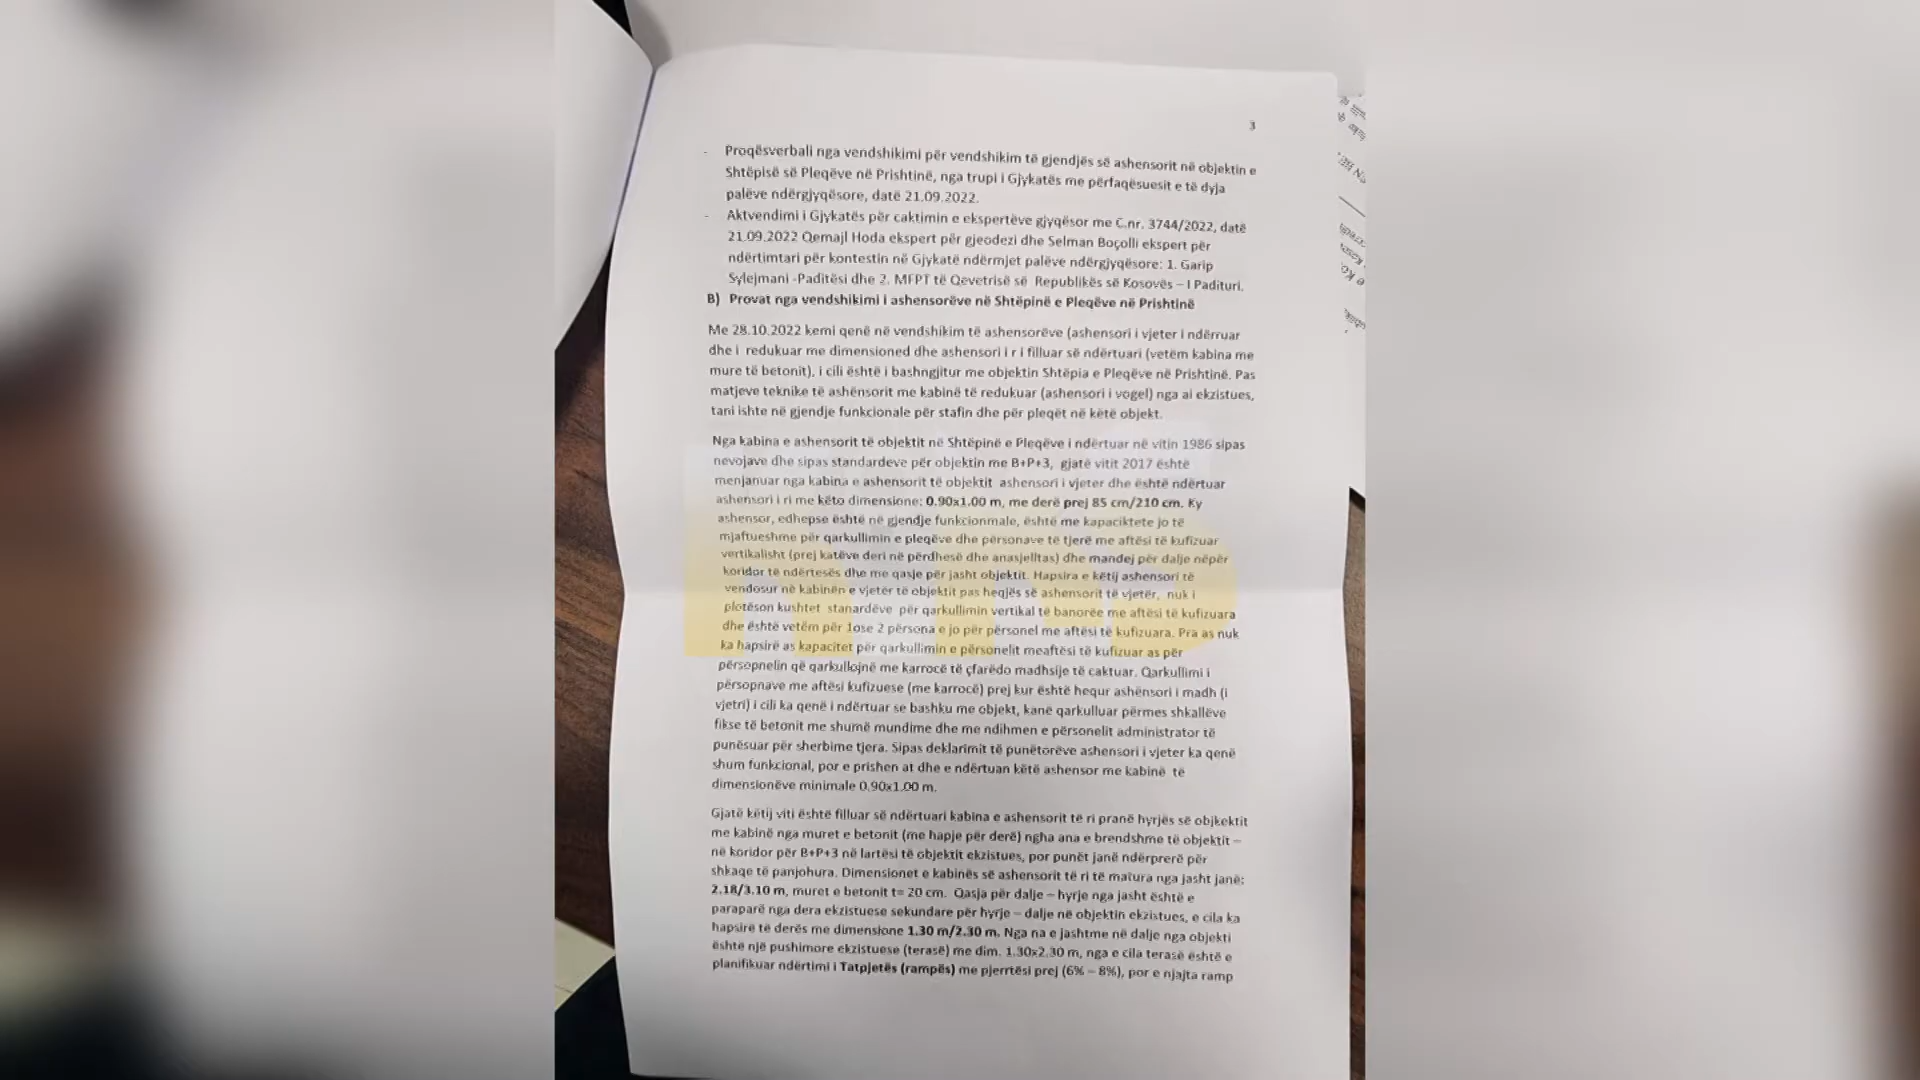 3
- Proqësverbali nga vendshikimi për vendshikim të gjendjës së ashensorit në objektin e
Shtëpisë së Pleqëve në Prishtinë, nga trupi i Gjykatës me përfaqësuesit e të dyja
palëve ndërgjyqësore, datë 21.09.2022.
- Aktvendimi i Gjykatës për caktimin e ekspertëve gjyqësor me C.nr. 3744/2022, datë
21.09.2022 Qemajl Hoda ekspert për gjeodezi dhe Selman Boçolli ekspert për
ndërtimtari për kontestin në Gjykatë ndërmjet palëve ndërgjyqësore: 1. Garip
Sylejmani -Paditësi dhe 2. MFPT të Qevetrisë së Republikës së Kosovës – I Padituri.
B) Provat nga vendshikimi i ashensorëve në Shtëpinë e Pleqëve në Prishtinë
Me 28.10.2022 kemi qenë në vendshikim të ashensorëve (ashensori i vjeter i ndërruar
dhe i redukuar me dimensioned dhe ashensori i r i filluar së ndërtuari (vetëm kabina me
mure të betonit), i cili është i bashngjitur me objektin Shtëpia e Pleqëve në Prishtinë. Pas
matjeve teknike të ashënsorit me kabinë të redukuar (ashensori i vogel) nga ai ekzistues,
tani ishte në gjendje funkcionale për stafin dhe për pleqët në këtë objekt.
Nga kabina e ashensorit të objektit në Shtëpinë e Pleqëve i ndërtuar në vitin 1986 sipas
nevojave dhe sipas standardeve për objektin me B+P+3, gjatë vitit 2017 është
menjanuar nga kabina e ashensorit të objektit ashensori i vjeter dhe është ndërtuar
ashensori i ri me këto dimensione: 0.90x1.00 m, me derë prej 85 cm/210 cm. Ky
ashensor, edhepse është në gjendje funkcionmale, është me kapaciktete jo të
mjaftueshme për qarkullimin e pleqëve dhe përsonave të tjerë me aftësi të kufizuar
vertikalisht (prej katëve deri në përdhesë dhe anasjelltas) dhe mandej për dalje nëpër
koridor të ndërtesës dhe me qasje për jasht objektit. Hapsira e këtij ashensori të
vendosur në kabinën e vjeter të objektit pas heqjës së ashensorit të vjetër, nuk i
plotëson kushtet stanardëve për qarkullimin vertikal të banorëe me aftësi të kufizuara
dhe është vetëm për 1ose 2 përsona e jo për përsonel me aftësi të kufizuara. Pra as nuk
ka hapsirë as kapacitet për qarkullimin e përsonelit meaftësi të kufizuar as për
përsopnelin që qarkullojnë me karrocë të çfarëdo madhsije të caktuar. Qarkullimi i
përsopnave me aftësi kufizuese (me karrocë) prej kur është hequr ashënsori i madh (i
vjetri) i cili ka qenë i ndërtuar se bashku me objekt, kanë qarkulluar përmes shkallëve
fikse të betonit me shumë mundime dhe me ndihmen e përsonelit administrator të
punësuar për sherbime tjera. Sipas deklarimit të punëtorëve ashensori i vjeter ka qenë
shum funkcional, por e prishen at dhe e ndërtuan këtë ashensor me kabinë të
dimensionëve minimale 0.90x1.00 m.
Gjatë këtij viti është filluar së ndërtuari kabina e ashensorit të ri pranë hyrjës së objkektit
me kabinë nga muret e betonit (me hapje për derë) ngha ana e brendshme të objektit –
në koridor për B+P+3 në lartësi të objektit ekzistues, por punët janë ndërprerë për
shkaqe të panjohura. Dimensionet e kabinës së ashensorit të ri të matura nga jasht janë:
2.18/3.10 m, muret e betonit t= 20 cm. Qasja për dalje – hyrje nga jasht është e
paraparë nga dera ekzistuese sekundare për hyrje – dalje në objektin ekzistues, e cila ka
hapsirë të derës me dimensione 1.30 m/2.30 m. Nga na e jashtme në dalje nga objekti
është një pushimore ekzistuese (terasë) me dim. 1.30x2.30 m, nga e cila terasë është e
planifikuar ndërtimi i Tatpjetës (rampës) me pjerrtësi prej (6% – 8%), por e njajta ramp